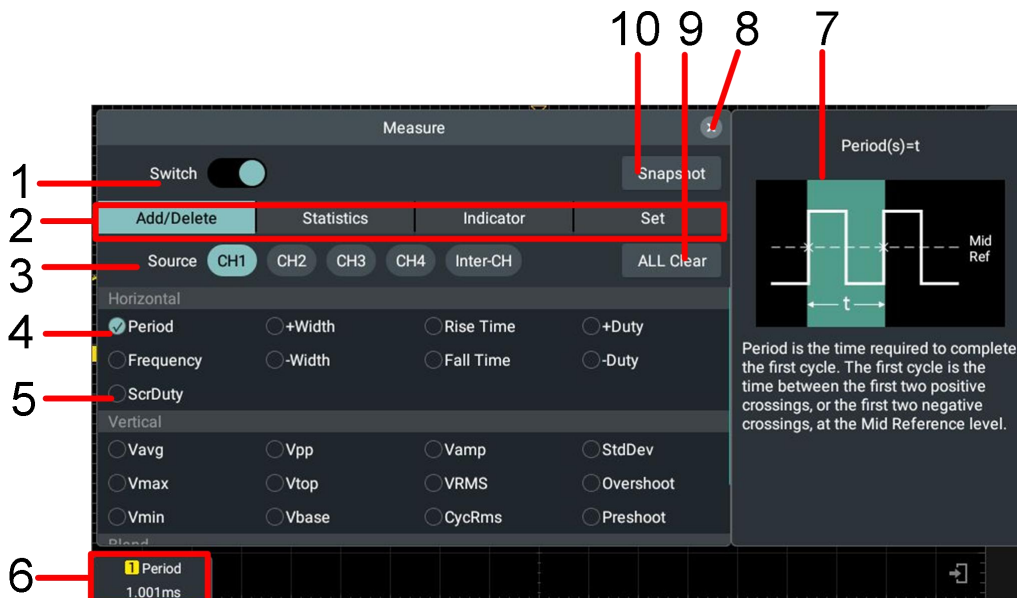 10 9 8 7
Measure
Period(s)=t
1 Switch Snapshot
2 Add/Delete Statistics Indicator Set
3 Source CH1 CH2 CH3 CH4 Inter-CH ALL Clear
Mid
Ref
t
Horizontal
4 Period +Width Rise Time +Duty
Frequency -Width Fall Time -Duty
5 ScrDuty
Period is the time required to complete
the first cycle. The first cycle is the
time between the first two positive
crossings, or the first two negative
crossings, at the Mid Reference level.
Vertical
Vavg Vpp Vamp StdDev
Vmax Vtop VRMS Overshoot
Vmin Vbase CycRms Preshoot
6 1 Period
1.001ms